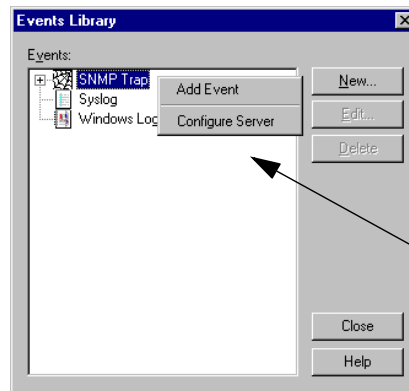 Events Library
Events:
SNMP Trap
Add Event
New...
Syslog
Windows Log
Configure Server
Edit...
Delete
Close
Help